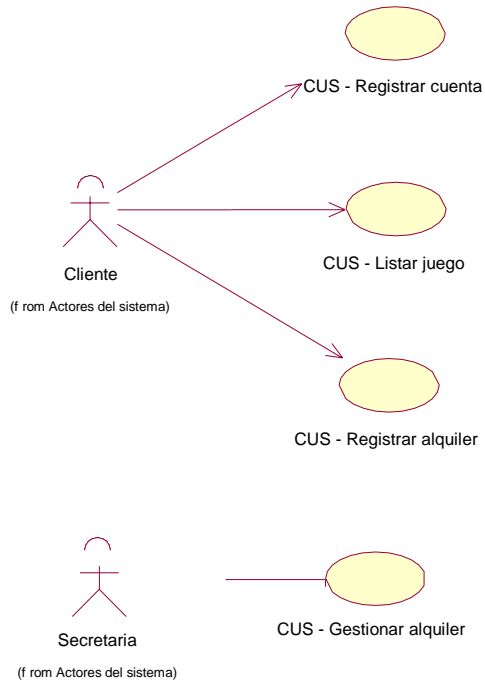 CUS - Registrar cuenta
CUS - Listar juego
Cliente
(f rom Actores del sistema)
CUS - Registrar alquiler
CUS - Gestionar alquiler
Secretaria
(f rom Actores del sistema)